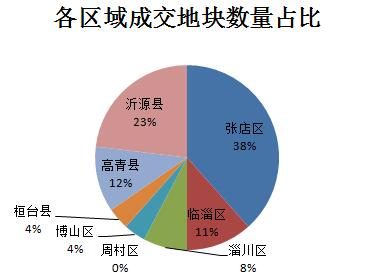 各区域成交地块数量占比
张店区
38%
临淄区
11%
淄川区
8%
周村区
0%
博山区
4%
桓台县
4%
高青县
12%
沂源县
23%